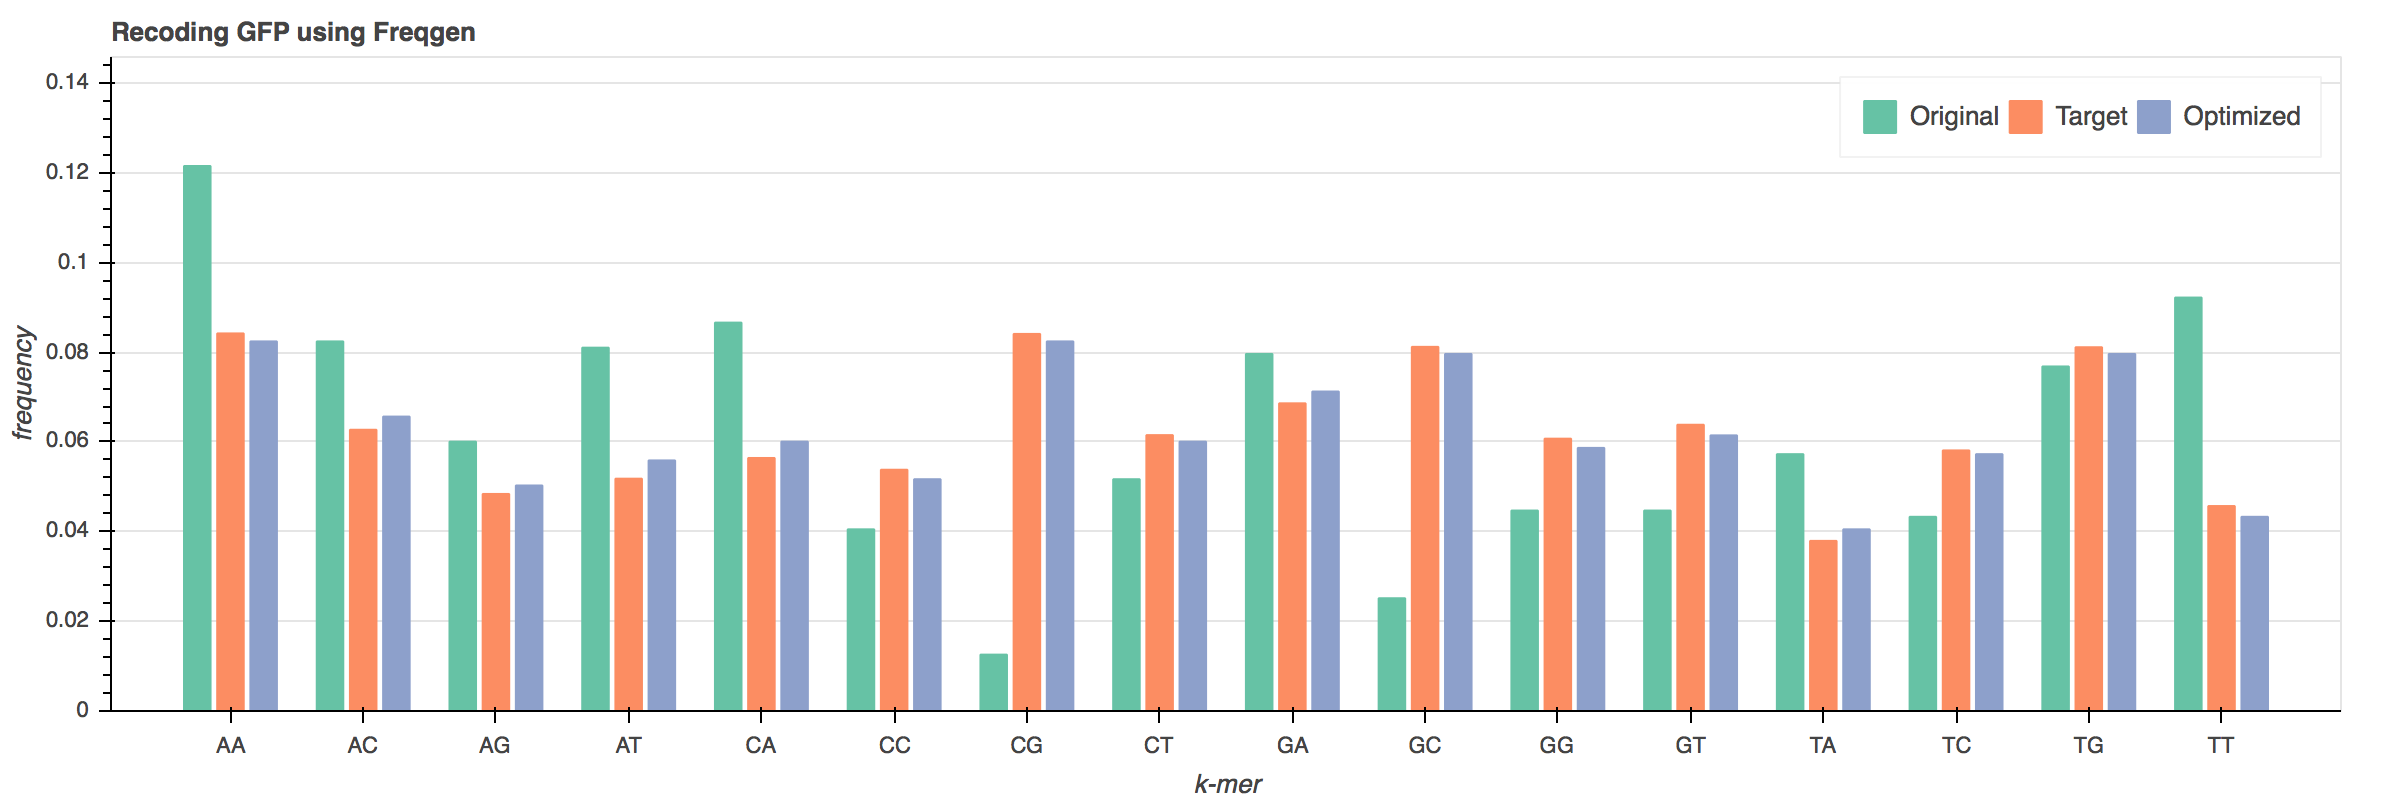 Recoding GFP using Freqgen
Original Target Optimized
0.14
0.12
0.1
0.08
0.06
0.04
0.02
0
frequency
AA AC AG AT CA CC CG CT GA GC GG GT TA TC TG TT
k-mer